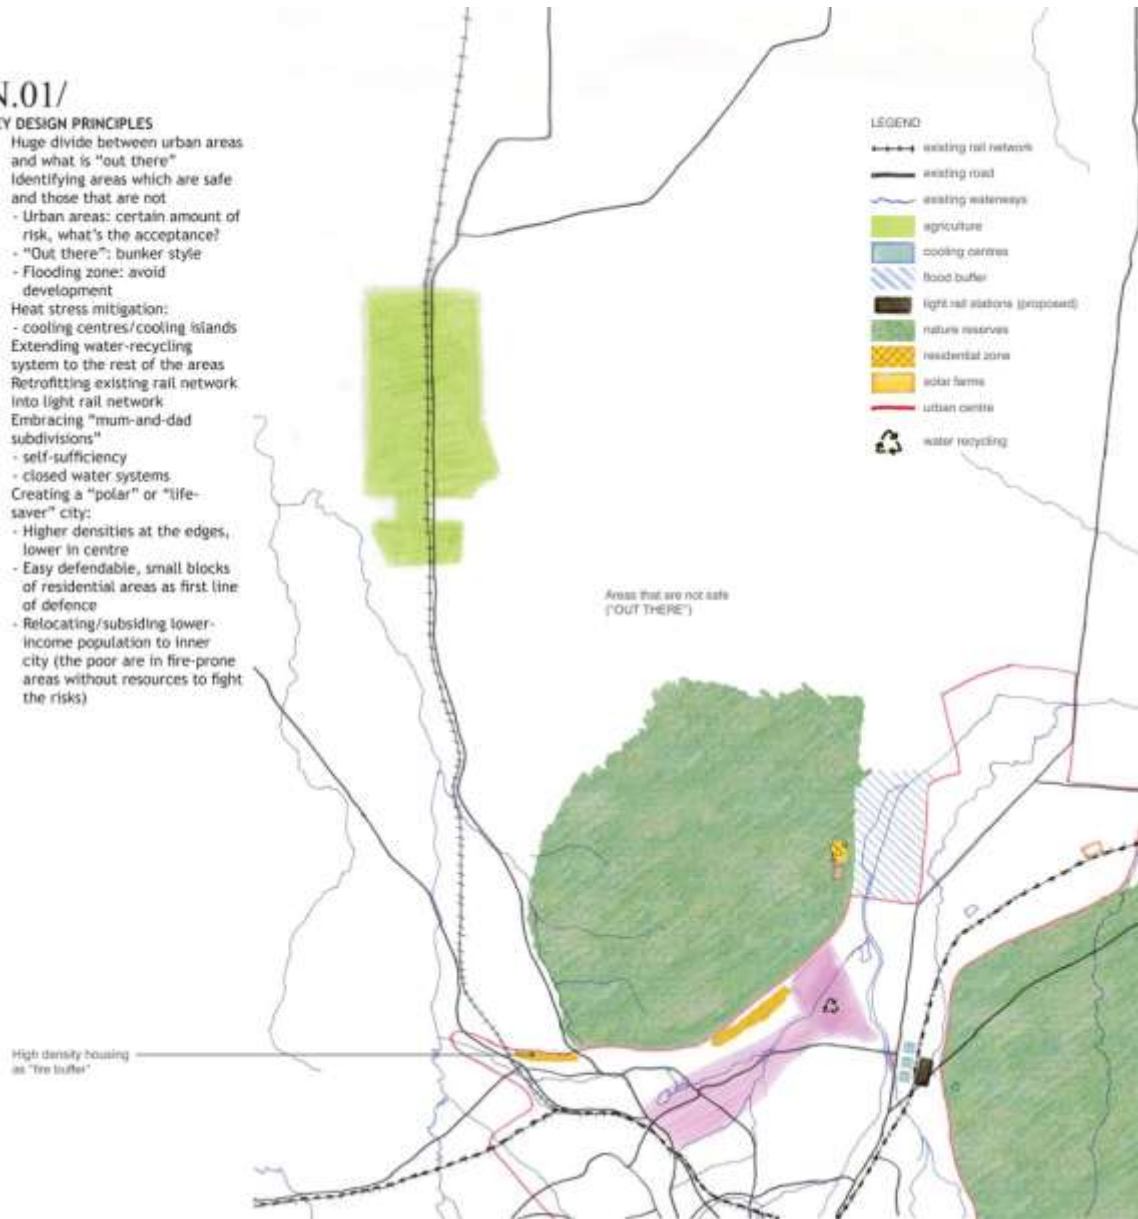 N.01/
EY DESIGN PRINCIPLES
Huge divide between urban areas
and what is “out there”
Identifying areas which are safe
and those that are not
- Urban areas: certain amount of
risk, what’s the acceptance?
- “Out there”: bunker style
- Flooding zone: avoid
development
Heat stress mitigation:
- cooling centres/cooling islands
Extending water-recycling
system to the rest of the areas
Retrofitting existing rail network
into light rail network
Embracing “mum-and-dad
subdivisions”
- self-sufficiency
- closed water systems
Creating a “polar” or “life-
saver” city:
- Higher densities at the edges,
lower in centre
- Easy defendable, small blocks
of residential areas as first line
of defence
- Relocating/subsiding lower-
income population to inner
city (the poor are in fire-prone
areas without resources to fight
the risks)
LEGEND
existing rail network
existing road
existing waterways
agriculture
cooling centres
flood buffer
light rail stations (proposed)
nature reserves
residential zone
solar farms
urban centre
water recycling
Areas that are not safe
("OUT THERE")
High density housing
as "fire buffer"